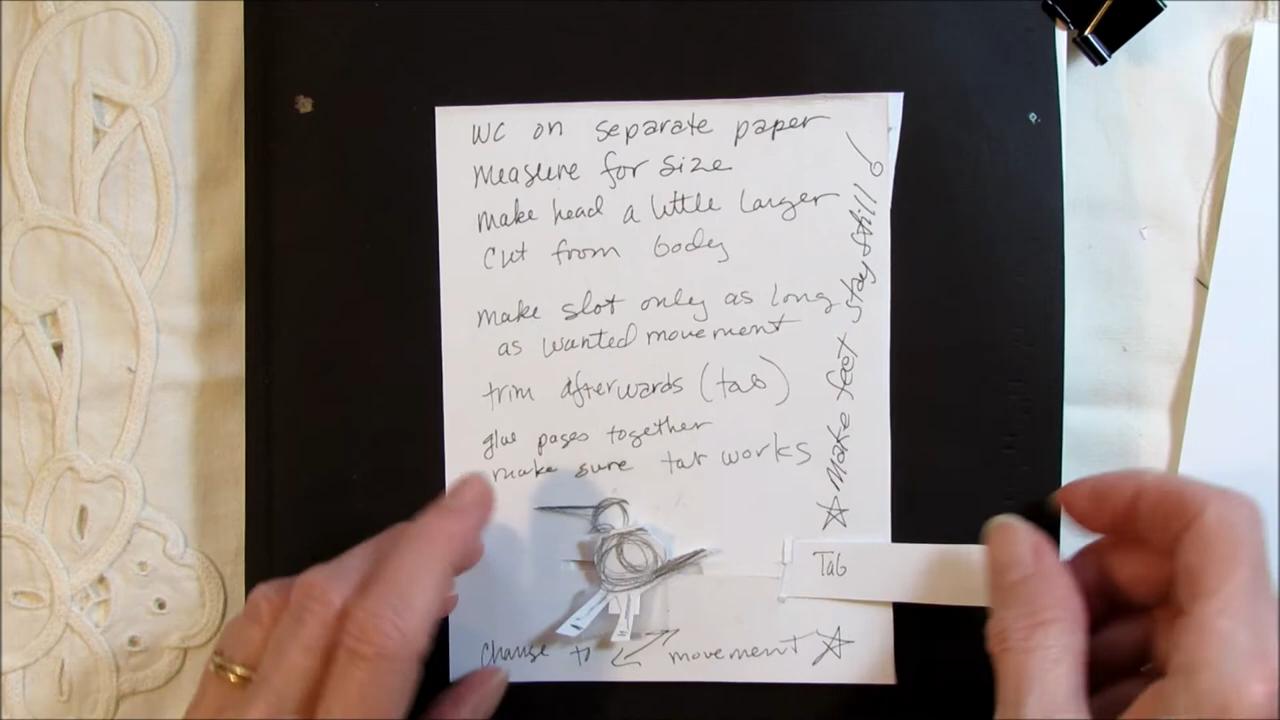 WC on separate paper
Measure for size
Make head a little larger
Cut from body
Make slot only as long
as wanted movement
trim afterwards (tab)
glue pages together
make sure tab works
☆ Make feet stay still!
Tab
Change to ↙↗ movement ☆